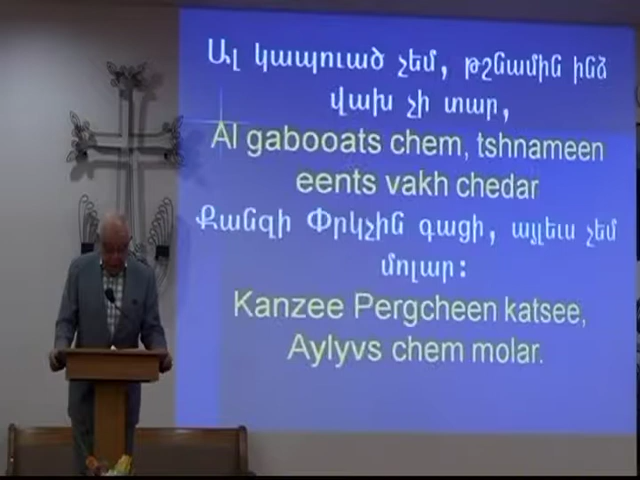 Ալ կապուած չեմ, թշնամին ինձ
վախ չի տար,
Al gabooats chem, tshnameen
eents vakh chedar
Քանզի Փրկչին գացի, այլեւս չեմ
մոլար:
Kanzee Pergcheen katsee,
Aylyvs chem molar.